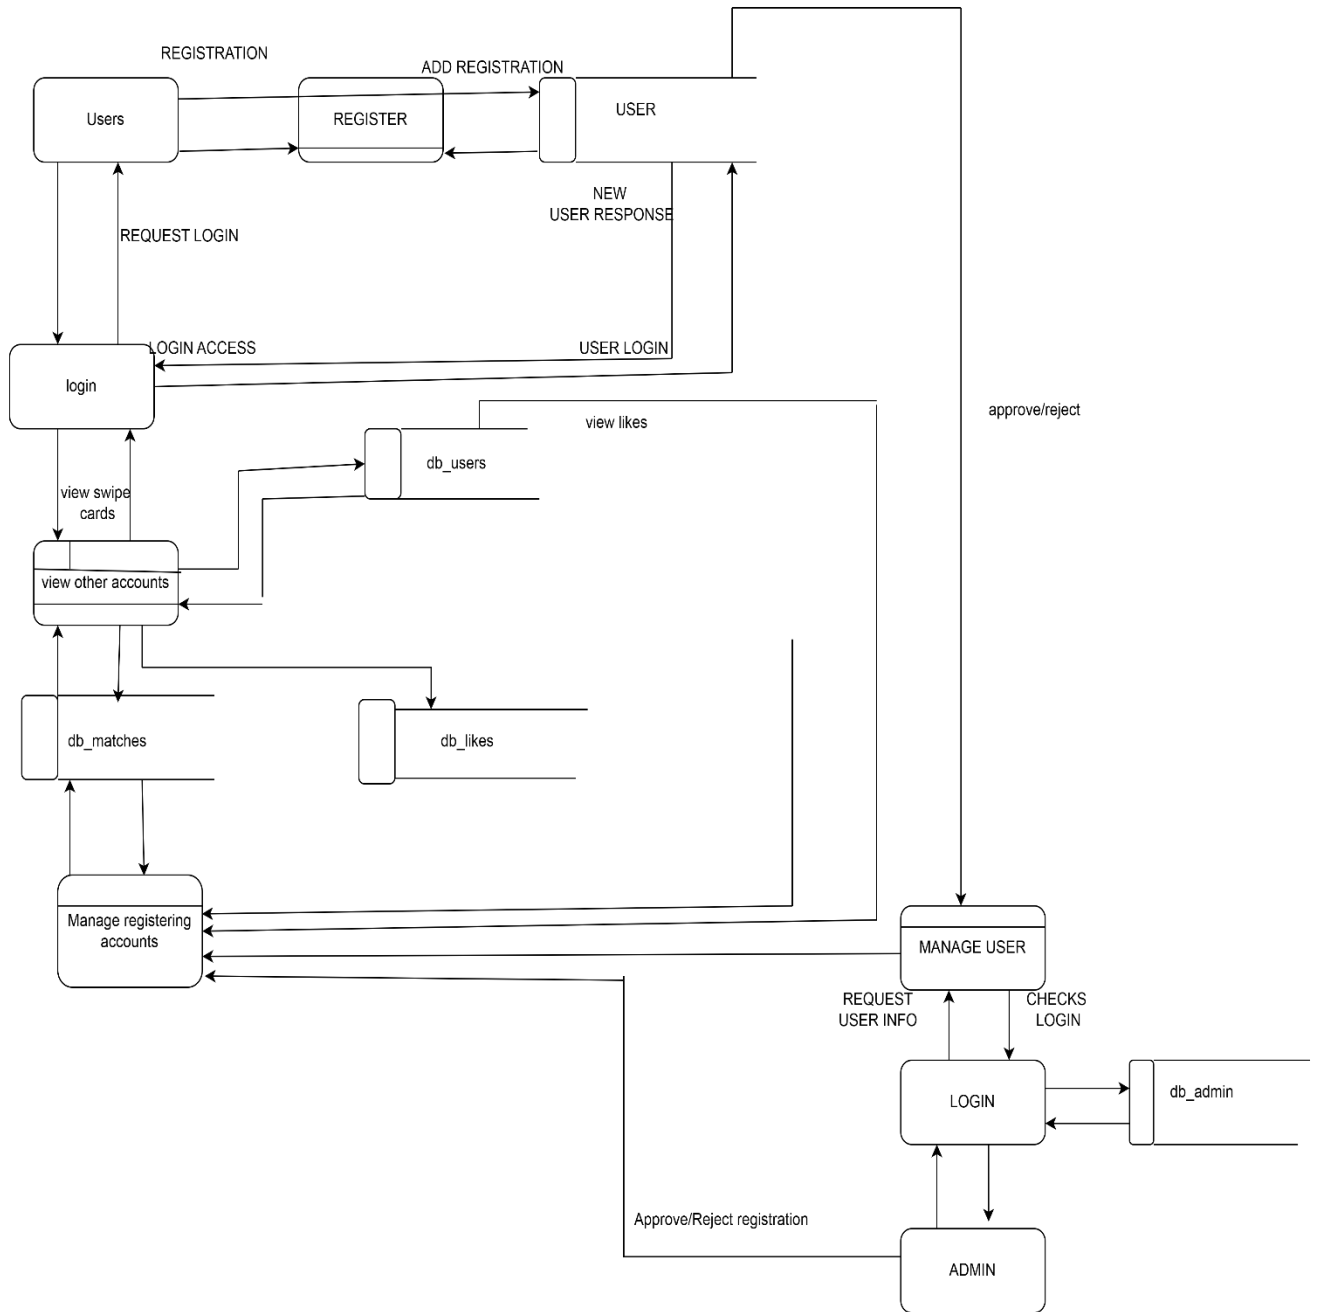 REGISTRATION
ADD REGISTRATION
Users
REGISTER
USER
NEW
USER RESPONSE
REQUEST LOGIN
LOGIN ACCESS
USER LOGIN
login
approve/reject
view likes
db_users
view swipe
cards
view other accounts
db_matches
db_likes
Manage registering
accounts
MANAGE USER
REQUEST
USER INFO
CHECKS
LOGIN
LOGIN
db_admin
Approve/Reject registration
ADMIN